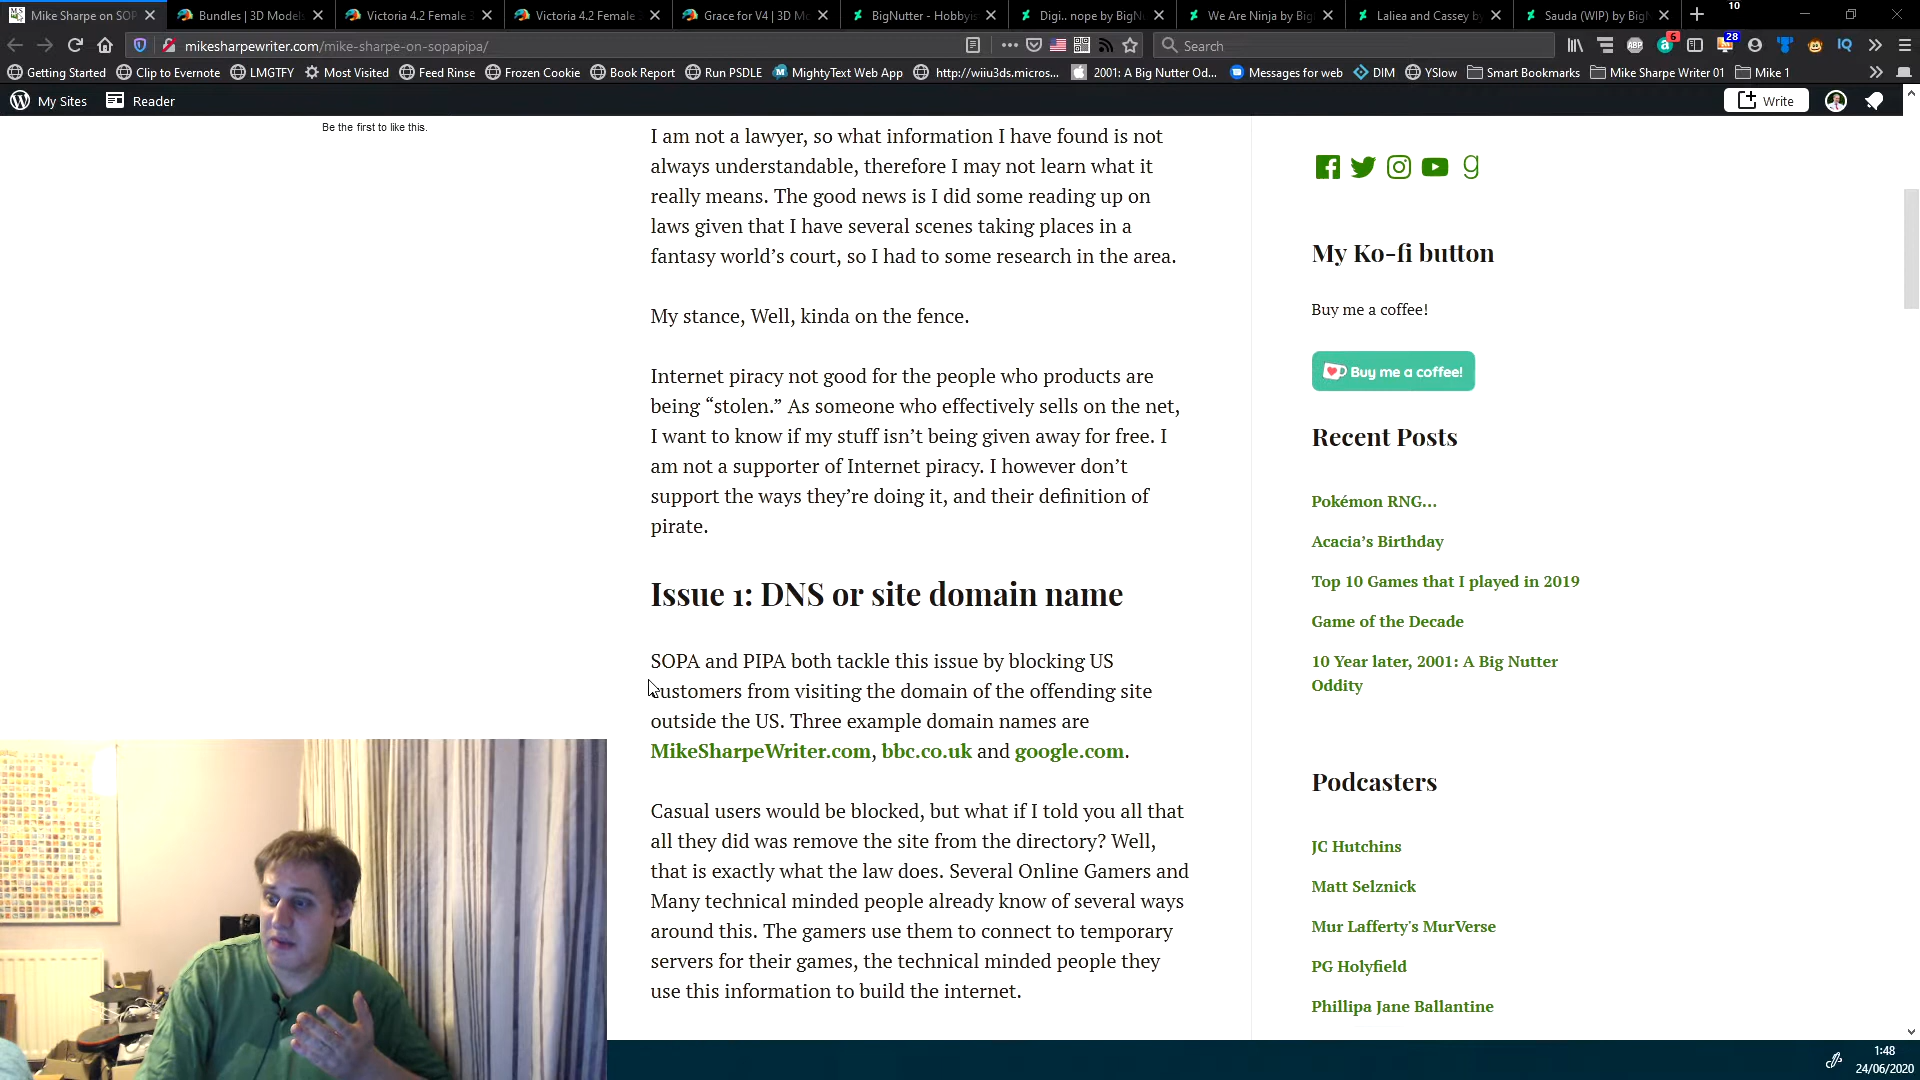 Mike Sharpe on SOP
Bundles | 3D Models
Victoria 4.2 Female
Victoria 4.2 Female
Grace for V4 | 3D Mo
BigNutter - Hobbyis
Digi.. nope by BigNu
We Are Ninja by Big
Laliea and Cassey by
Sauda (WIP) by BigN
10
mikesharpewriter.com/mike-sharpe-on-sopapipa/
Search
ABP
6
28
IQ
Getting Started
Clip to Evernote
LMGTFY
Most Visited
Feed Rinse
Frozen Cookie
Book Report
Run PSDLE
MightyText Web App
http://wiiu3ds.micros...
2001: A Big Nutter Od...
Messages for web
DIM
YSlow
Smart Bookmarks
Mike Sharpe Writer 01
Mike 1
My Sites
Reader
Write
Be the first to like this.
I am not a lawyer, so what information I have found is not
always understandable, therefore I may not learn what it
really means. The good news is I did some reading up on
laws given that I have several scenes taking places in a
fantasy world’s court, so I had to some research in the area.
My stance, Well, kinda on the fence.
Internet piracy not good for the people who products are
being “stolen.” As someone who effectively sells on the net,
I want to know if my stuff isn’t being given away for free. I
am not a supporter of Internet piracy. I however don’t
support the ways they’re doing it, and their definition of
pirate.
Issue 1: DNS or site domain name
SOPA and PIPA both tackle this issue by blocking US
customers from visiting the domain of the offending site
outside the US. Three example domain names are
MikeSharpeWriter.com, bbc.co.uk and google.com.
Casual users would be blocked, but what if I told you all that
all they did was remove the site from the directory? Well,
that is exactly what the law does. Several Online Gamers and
Many technical minded people already know of several ways
around this. The gamers use them to connect to temporary
servers for their games, the technical minded people they
use this information to build the internet.
My Ko-fi button
Buy me a coffee!
Buy me a coffee!
Recent Posts
Pokémon RNG…
Acacia’s Birthday
Top 10 Games that I played in 2019
Game of the Decade
10 Year later, 2001: A Big Nutter
Oddity
Podcasters
JC Hutchins
Matt Selznick
Mur Lafferty's MurVerse
PG Holyfield
Phillipa Jane Ballantine
1:48
24/06/2020